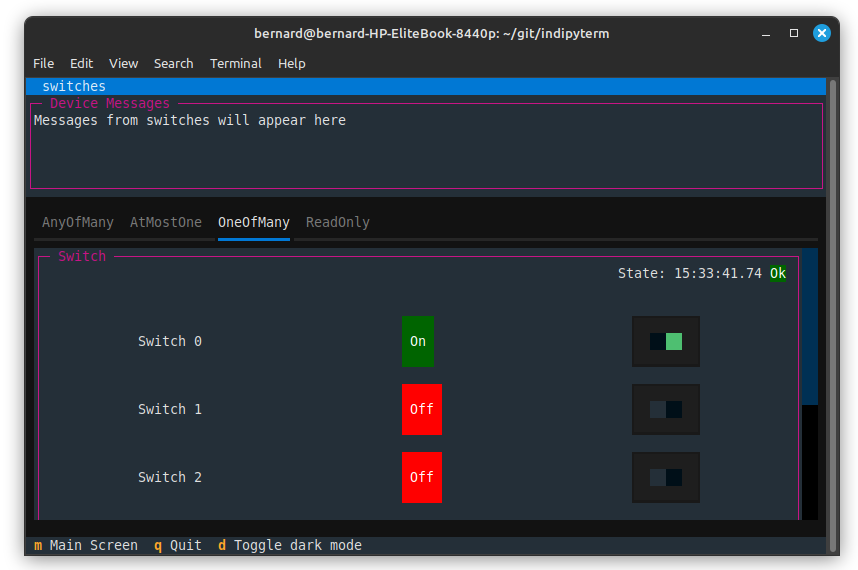 bernard@bernard-HP-EliteBook-8440p: ~/git/indipyterm
File Edit View Search Terminal Help
switches
Device Messages
Messages from switches will appear here
AnyOfMany AtMostOne OneOfMany ReadOnly
Switch
State: 15:33:41.74 Ok
Switch 0 On
Switch 1 Off
Switch 2 Off
m Main Screen q Quit d Toggle dark mode